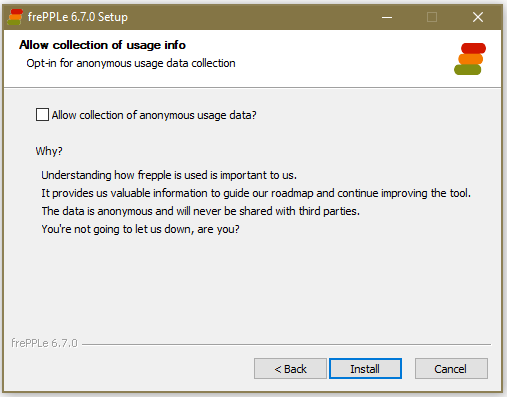 frePPLe 6.7.0 Setup
Allow collection of usage info
Opt-in for anonymous usage data collection
Allow collection of anonymous usage data?
Why?
Understanding how frepple is used is important to us.
It provides us valuable information to guide our roadmap and continue improving the tool.
The data is anonymous and will never be shared with third parties.
You're not going to let us down, are you?
frePPLe 6.7.0
< Back
Install
Cancel